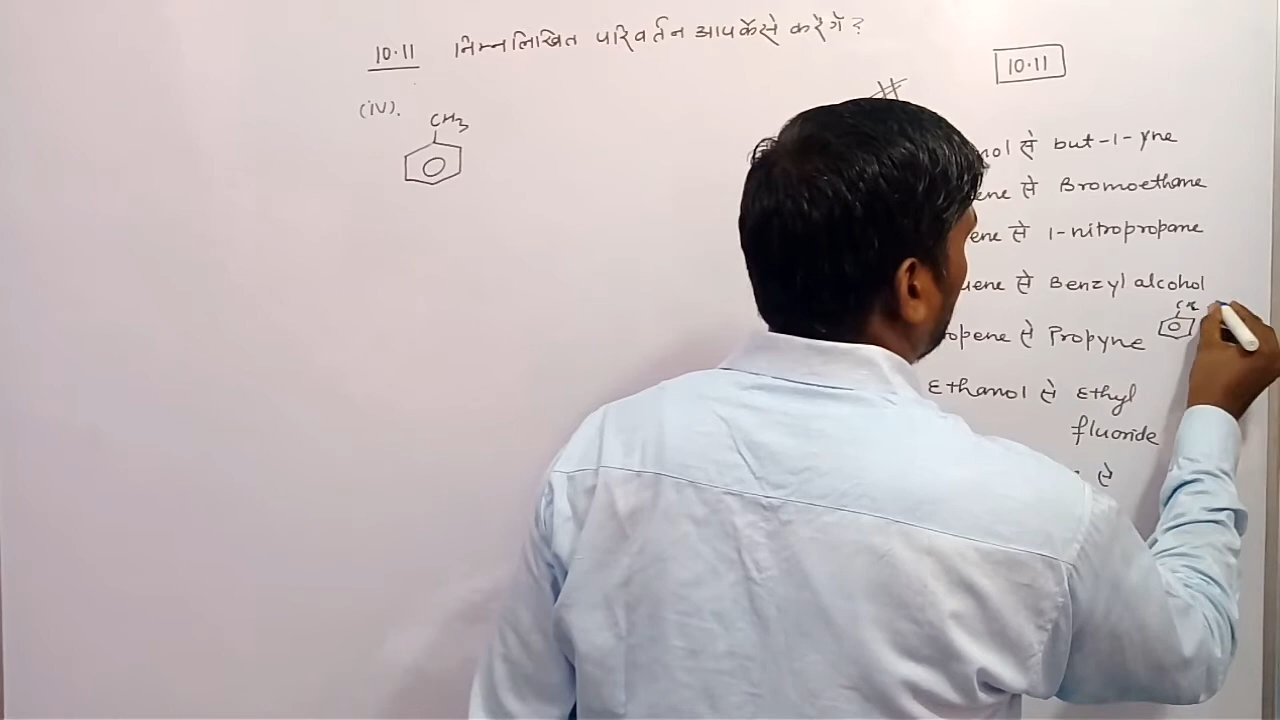 10.11 निम्नलिखित परिवर्तन आप कैसे करेंगे?
(iv).
CH3
10.11
#
nol से but-1-yne
ene से Bromoethane
ene से 1-nitropropane
uene से Benzyl alcohol
opene से Propyne
Ethanol से Ethyl
fluoride
से